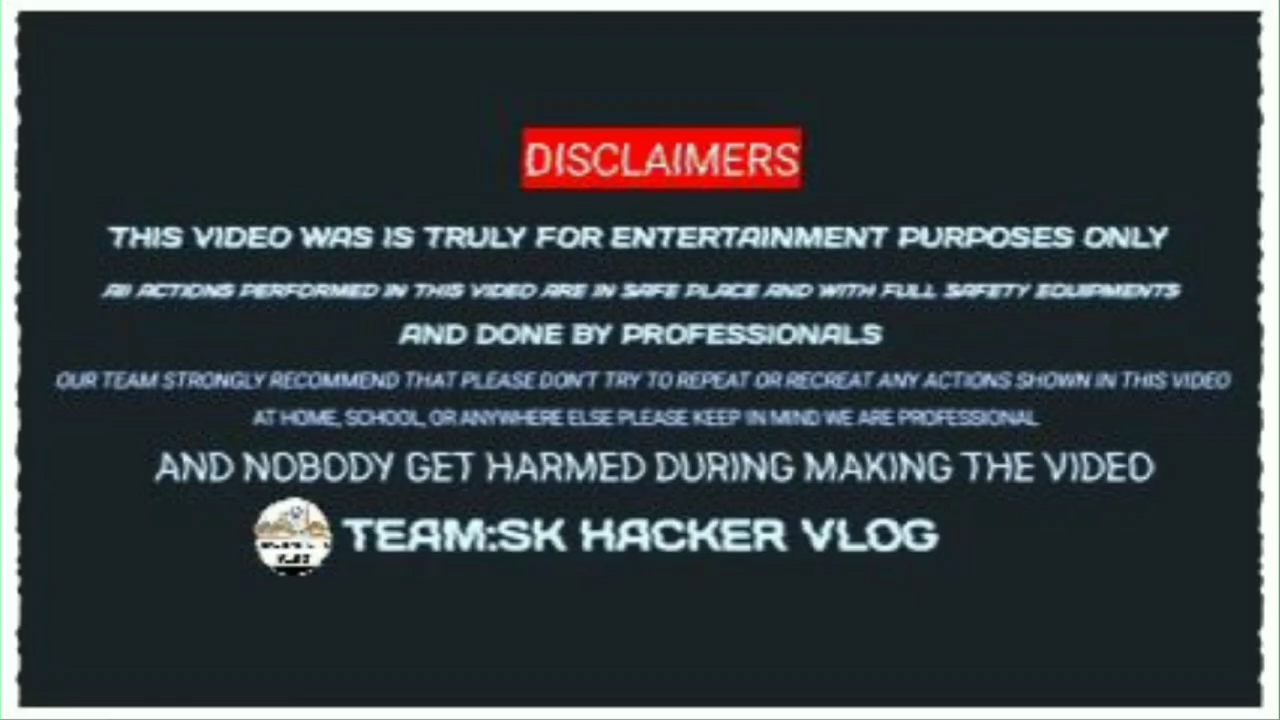 DISCLAIMERS
THIS VIDEO WAS IS TRULY FOR ENTERTAINMENT PURPOSES ONLY
All ACTIONS PERFORMED IN THIS VIDEO ARE IN SAFE PLACE AND WITH FULL SAFETY EQUIPMENTS
AND DONE BY PROFESSIONALS
OUR TEAM STRONGLY RECOMMEND THAT PLEASE DON'T TRY TO REPEAT OR RECREAT ANY ACTIONS SHOWN IN THIS VIDEO
AT HOME, SCHOOL, OR ANYWHERE ELSE PLEASE KEEP IN MIND WE ARE PROFESSIONAL
AND NOBODY GET HARMED DURING MAKING THE VIDEO
TEAM:SK HACKER VLOG